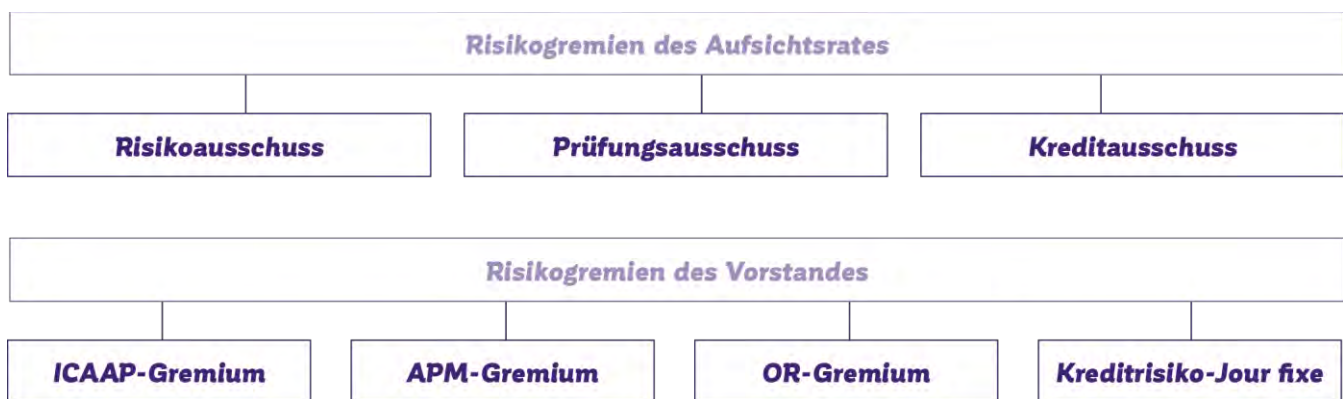 Risikogremien des Aufsichtsrates
Risikoausschuss
Prüfungsausschuss
Kreditausschuss
Risikogremien des Vorstandes
ICAAP-Gremium
APM-Gremium
OR-Gremium
Kreditrisiko-Jour fixe